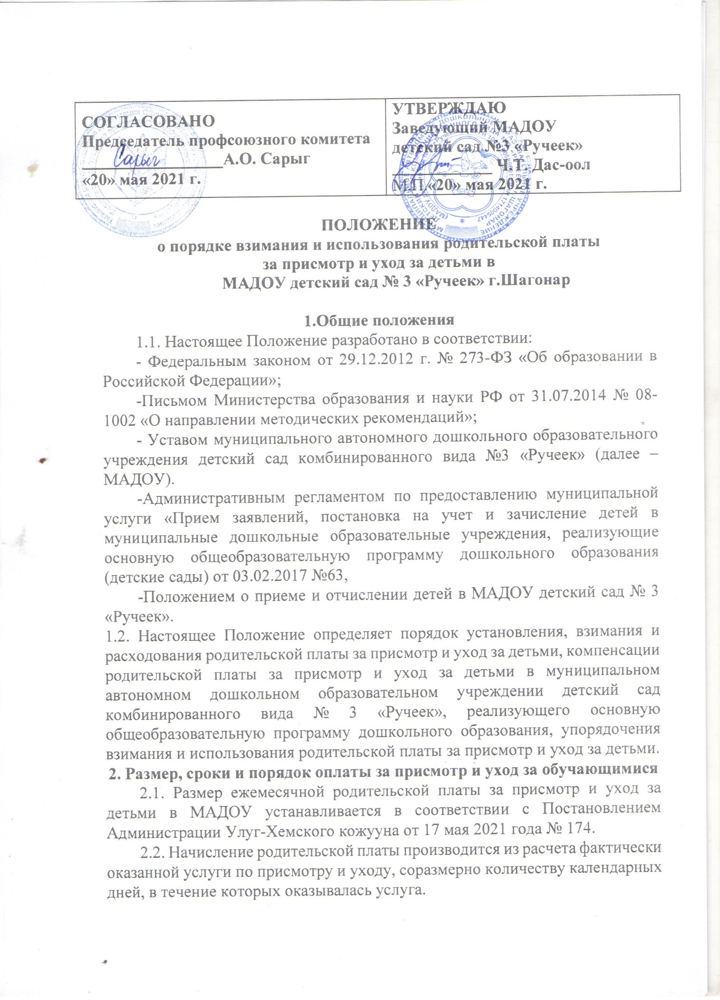 СОГЛАСОВАНО
Председатель профсоюзного комитета
Сарыг А.О. Сарыг
«20» мая 2021 г.
УТВЕРЖДАЮ
Заведующий МАДОУ
детский сад №3 «Ручеек»
Ч.Т. Дас-оол
М.П.«20» мая 2021 г.
ПОЛОЖЕНИЕ
о порядке взимания и использования родительской платы
за присмотр и уход за детьми в
МАДОУ детский сад № 3 «Ручеек» г.Шагонар
1.Общие положения
1.1. Настоящее Положение разработано в соответствии:
- Федеральным законом от 29.12.2012 г. № 273-ФЗ «Об образовании в
Российской Федерации»;
-Письмом Министерства образования и науки РФ от 31.07.2014 № 08-
1002 «О направлении методических рекомендаций»;
- Уставом муниципального автономного дошкольного образовательного
учреждения детский сад комбинированного вида №3 «Ручеек» (далее –
МАДОУ).
-Административным регламентом по предоставлению муниципальной
услуги «Прием заявлений, постановка на учет и зачисление детей в
муниципальные дошкольные образовательные учреждения, реализующие
основную общеобразовательную программу дошкольного образования
(детские сады) от 03.02.2017 №63,
-Положением о приеме и отчислении детей в МАДОУ детский сад № 3
«Ручеек».
1.2. Настоящее Положение определяет порядок установления, взимания и
расходования родительской платы за присмотр и уход за детьми, компенсации
родительской платы за присмотр и уход за детьми в муниципальном
автономном дошкольном образовательном учреждении детский сад
комбинированного вида № 3 «Ручеек», реализующего основную
общеобразовательную программу дошкольного образования, упорядочения
взимания и использования родительской платы за присмотр и уход за детьми.
2. Размер, сроки и порядок оплаты за присмотр и уход за обучающимися
2.1. Размер ежемесячной родительской платы за присмотр и уход за
детьми в МАДОУ устанавливается в соответствии с Постановлением
Администрации Улуг-Хемского кожууна от 17 мая 2021 года № 174.
2.2. Начисление родительской платы производится из расчета фактически
оказанной услуги по присмотру и уходу, соразмерно количеству календарных
дней, в течение которых оказывалась услуга.